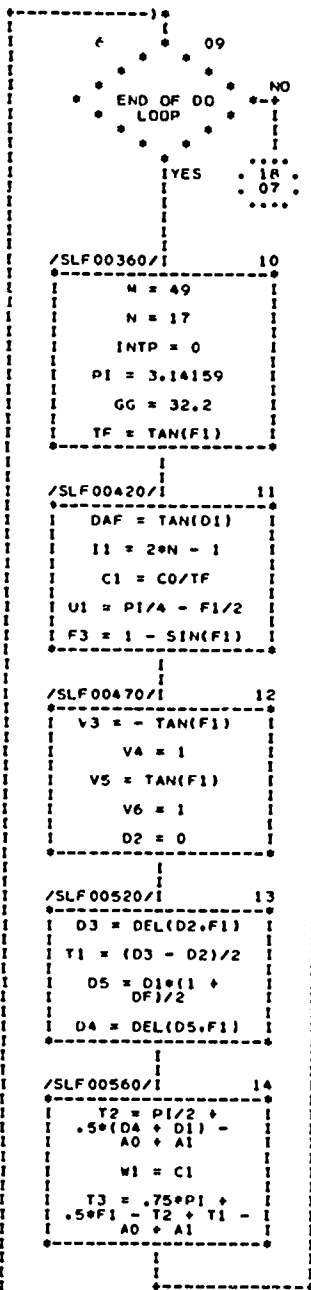 09
END OF DO
LOOP
NO
YES
18
07
/SLF00360/
10
M = 49
N = 17
INTP = 0
PI = 3.14159
GG = 32.2
TF = TAN(F1)
/SLF00420/
11
DAF = TAN(D1)
I1 = 2*N - 1
C1 = C0/TF
U1 = PI/4 - F1/2
F3 = 1 - SIN(F1)
/SLF00470/
12
V3 = - TAN(F1)
V4 = 1
V5 = TAN(F1)
V6 = 1
D2 = 0
/SLF00520/
13
D3 = DEL(D2,F1)
T1 = (D3 - D2)/2
D5 = D1*(1 +
DF)/2
D4 = DEL(D5,F1)
/SLF00560/
14
T2 = PI/2 +
.5*(D4 + D1) -
A0 + A1
W1 = C1
T3 = .75*PI +
.5*F1 - T2 + T1 -
A0 + A1